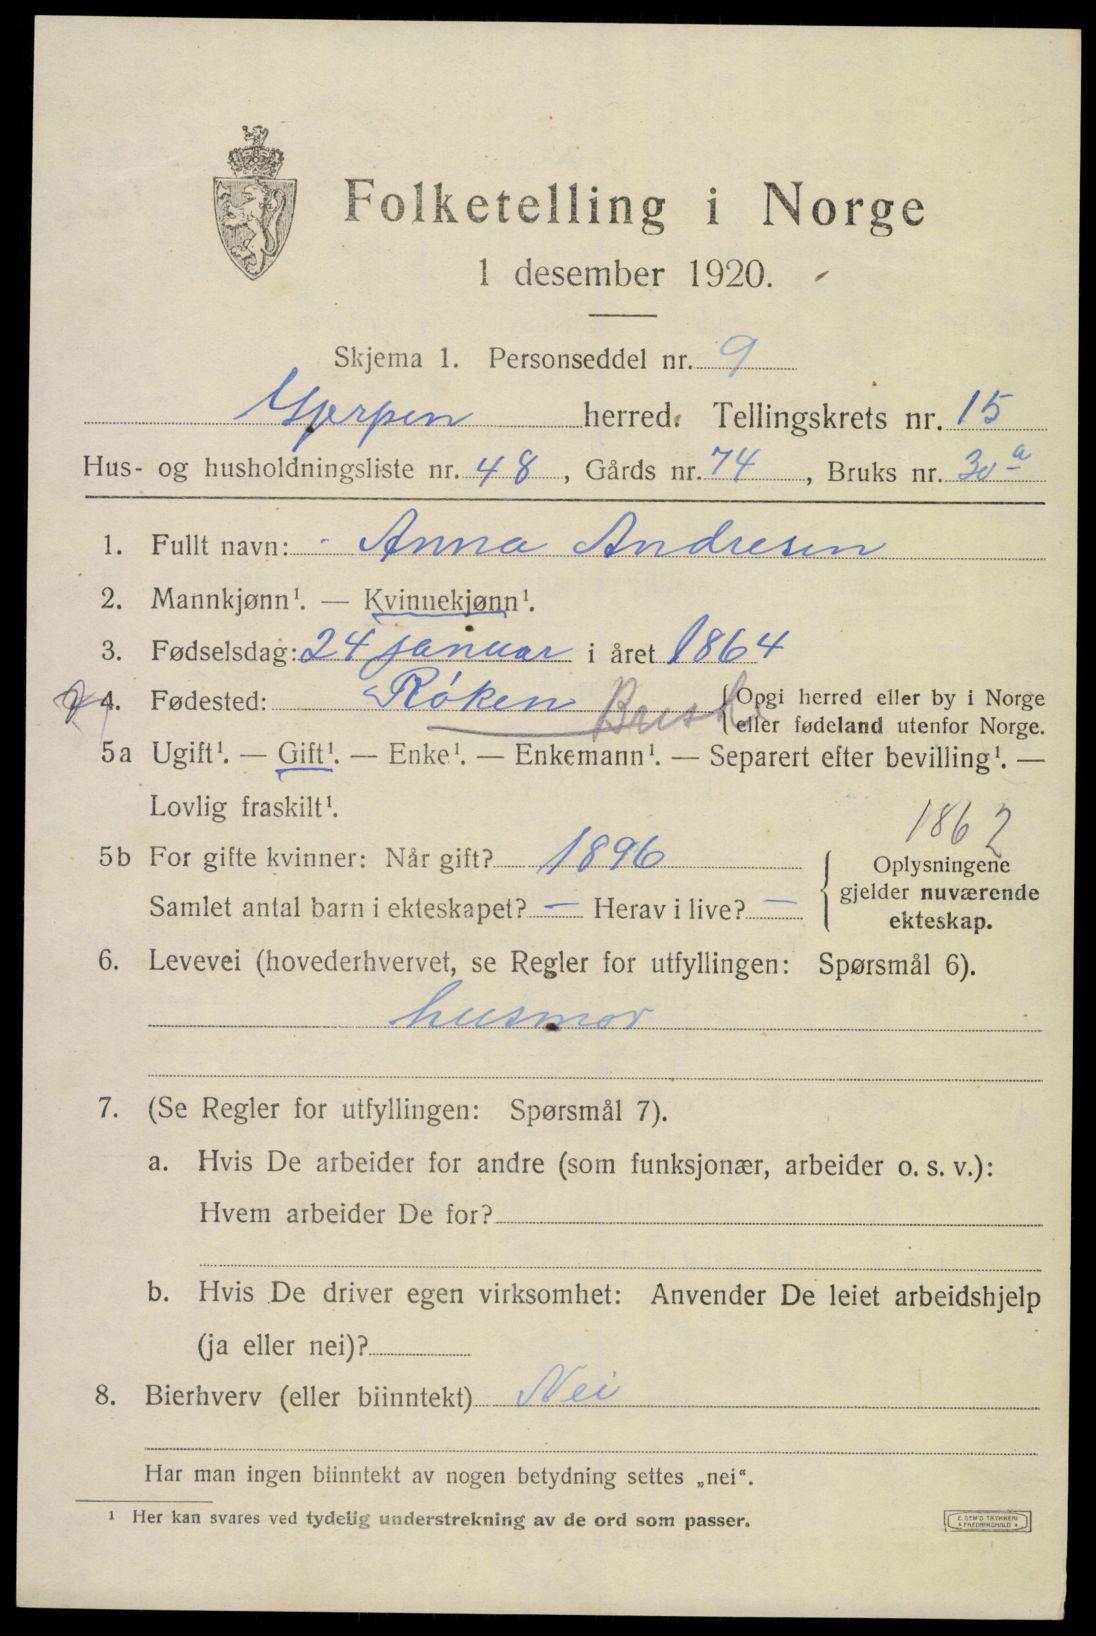 Folketelling i Norge
1 desember 1920.
Skjema 1. Personseddel nr. 9
Gjerpen herred. Tellingskrets nr. 15
Hus- og husholdningsliste nr. 48, Gårds nr. 74, Bruks nr. 30 a
1. Fullt navn: Anna Andresen
2. Mannkjønn¹. — Kvinnekjønn¹.
3. Fødselsdag: 24 januar i året 1864
4. Fødested: Røken
Opgi herred eller by i Norge
eller fødeland utenfor Norge.
5a Ugift¹. — Gift¹. — Enke¹. — Enkemann¹. — Separert efter bevilling¹. —
Lovlig fraskilt¹.
1862
5b For gifte kvinner: Når gift? 1896
Samlet antal barn i ekteskapet? — Herav i live? —
Oplysningene
gjelder nuværende
ekteskap.
6. Levevei (hovederhvervet, se Regler for utfyllingen: Spørsmål 6).
husmor
7. (Se Regler for utfyllingen: Spørsmål 7).
a. Hvis De arbeider for andre (som funksjonær, arbeider o. s. v.):
Hvem arbeider De for?
b. Hvis De driver egen virksomhet: Anvender De leiet arbeidshjelp
(ja eller nei)?
8. Bierhverv (eller biinntekt) Nei
Har man ingen biinntekt av nogen betydning settes „nei“.
¹ Her kan svares ved tydelig understrekning av de ord som passer.
E. SEM'S TRYKKERI
FREDRIKSHALD